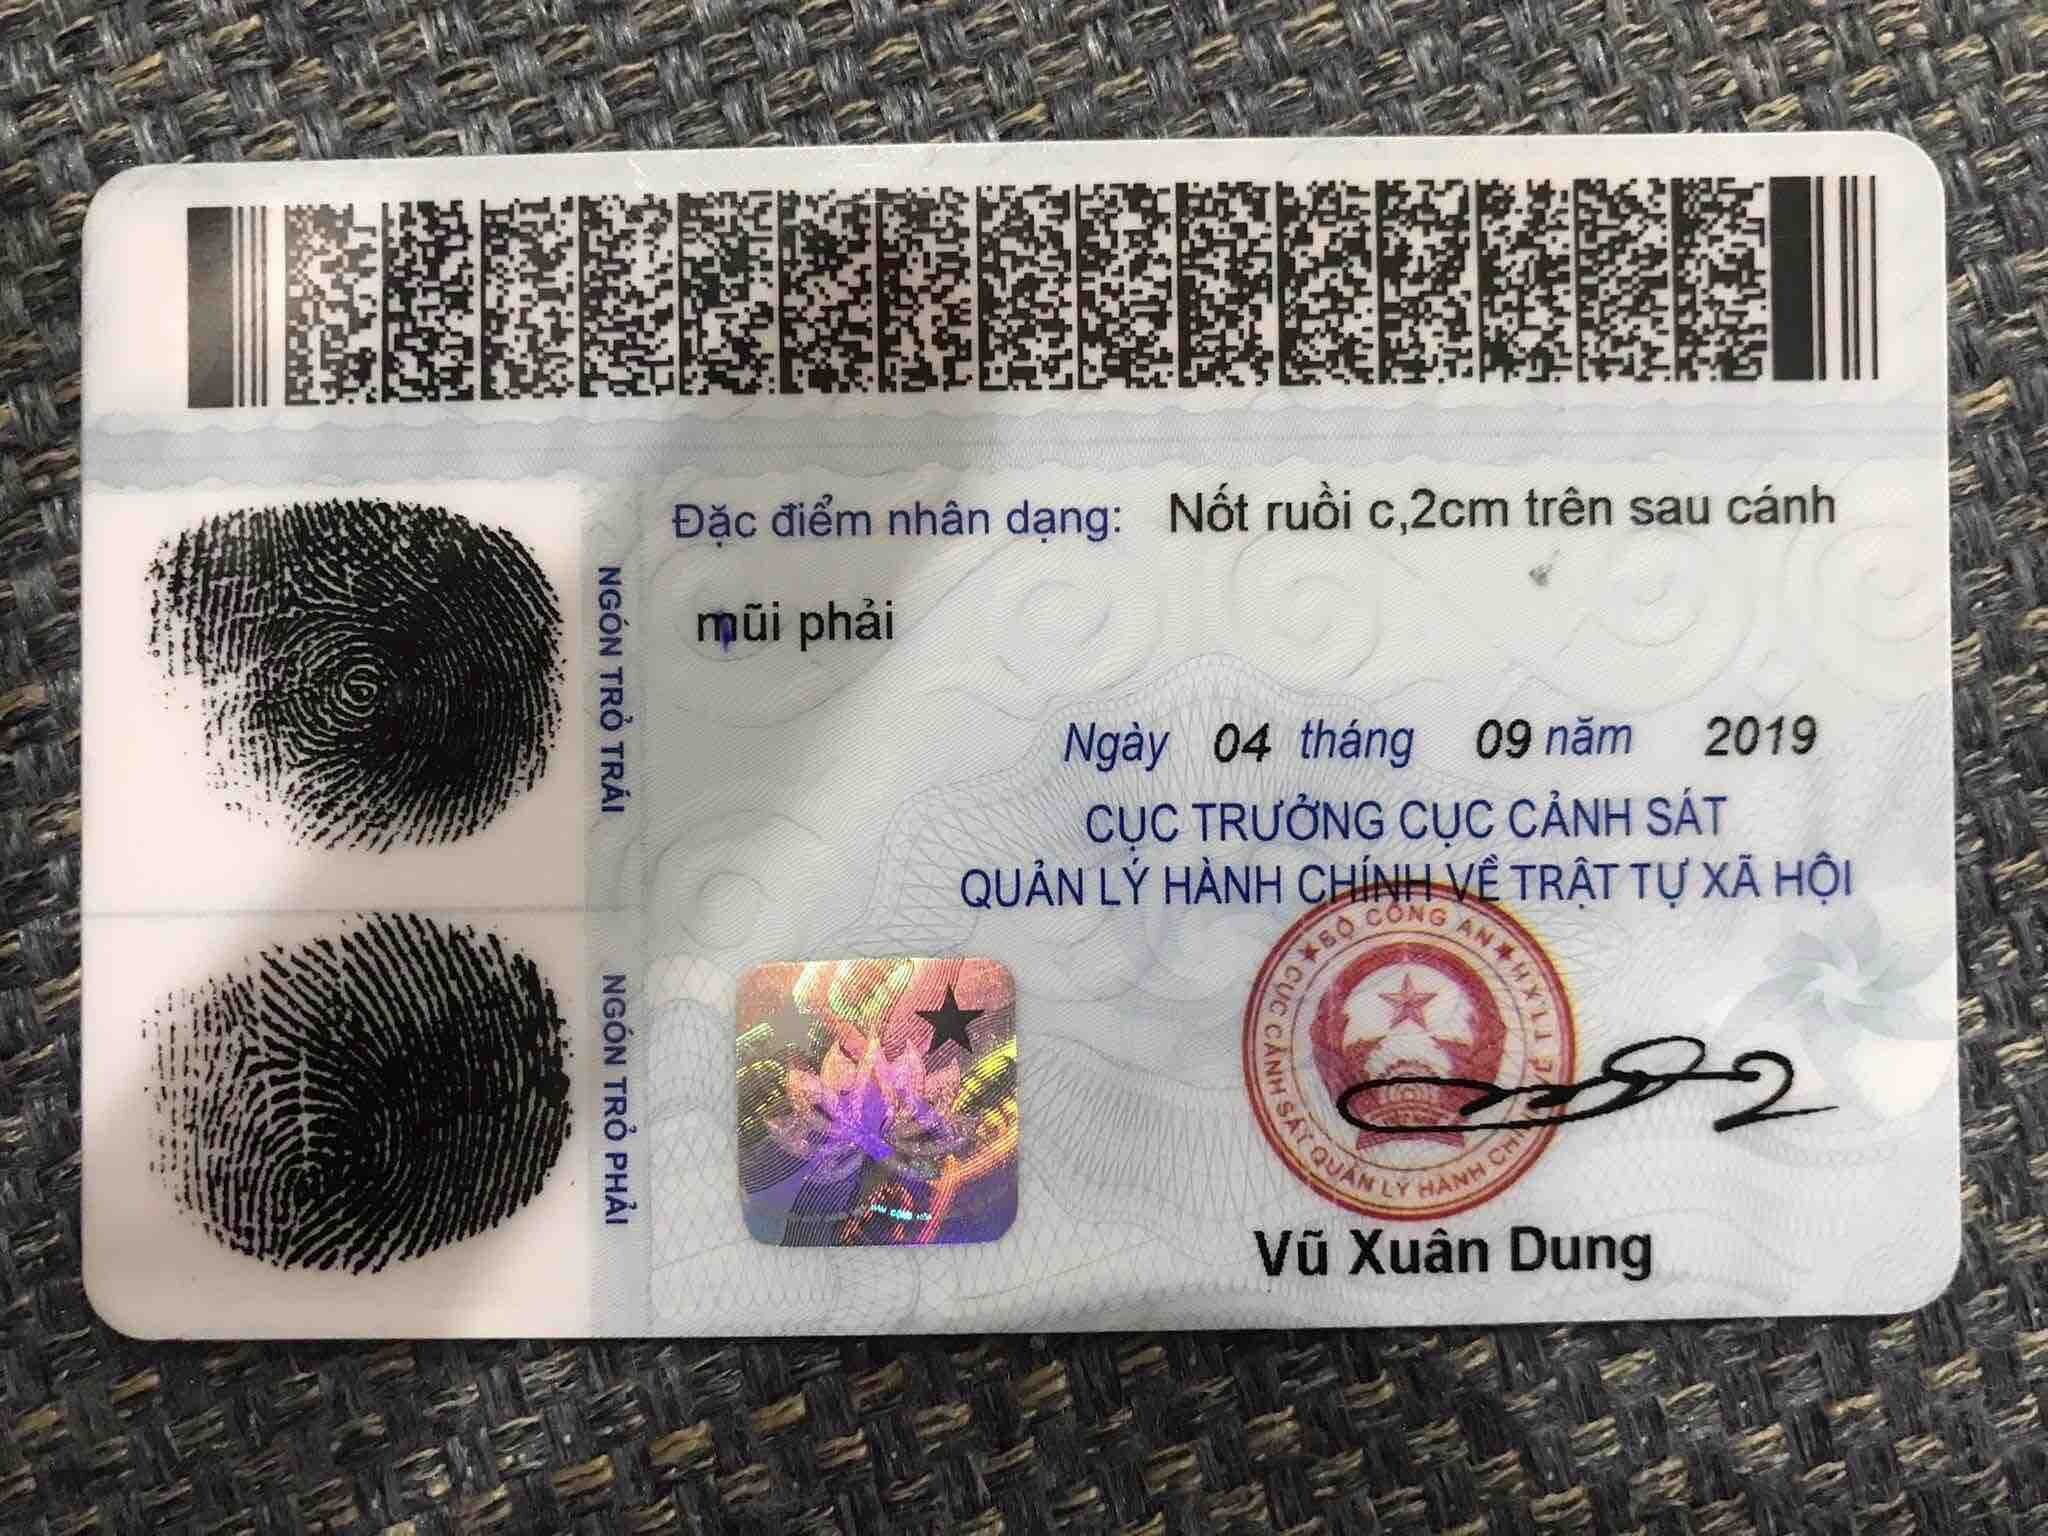 Đặc điểm nhân dạng: Nốt ruồi c,2cm trên sau cánh
mũi phải
NGÓN TRỎ TRÁI
Ngày 04 tháng 09 năm 2019
CỤC TRƯỞNG CỤC CẢNH SÁT
QUẢN LÝ HÀNH CHÍNH VỀ TRẬT TỰ XÃ HỘI
NGÓN TRỎ PHẢI
BỘ CÔNG AN
CỤC CẢNH SÁT QUẢN LÝ HÀNH CHÍNH
Vũ Xuân Dung